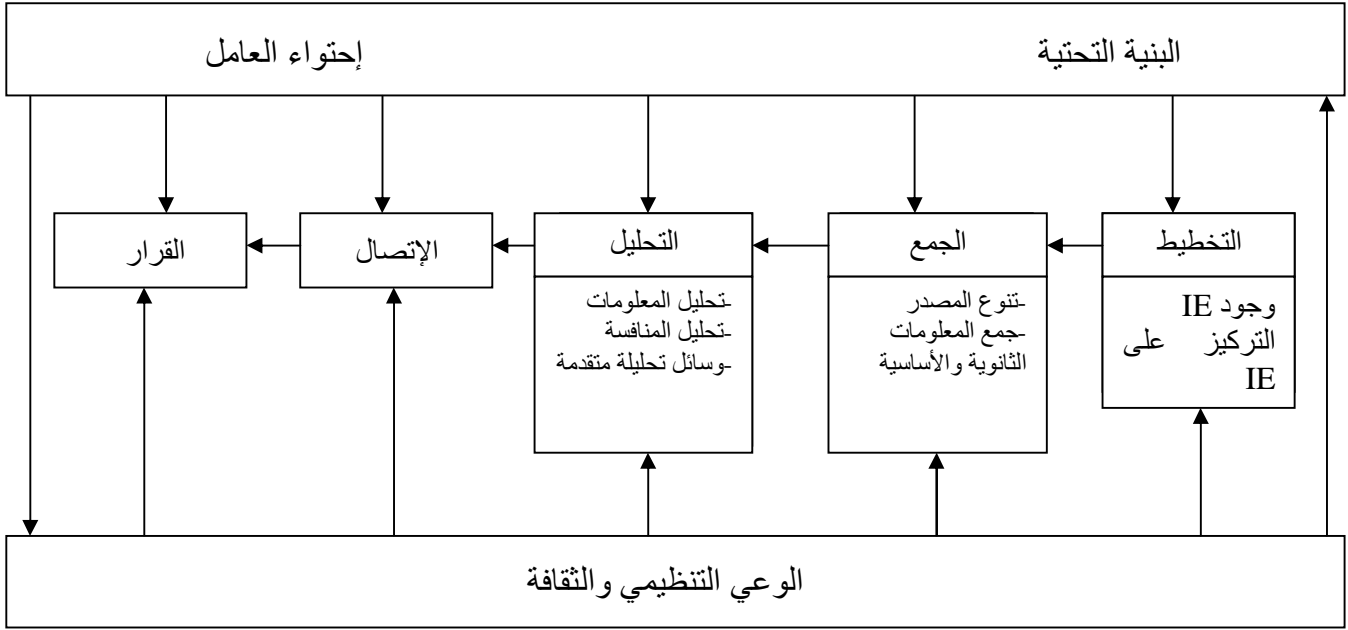 البنية التحتية
إحتواء العامل
التخطيط
وجود IE
التركيز على
IE
الجمع
-تنوع المصدر
-جمع المعلومات
الثانوية والأساسية
التحليل
-تحليل المعلومات
-تحليل المنافسة
-وسائل تحليلة متقدمة
الإتصال
القرار
الوعي التنظيمي والثقافة